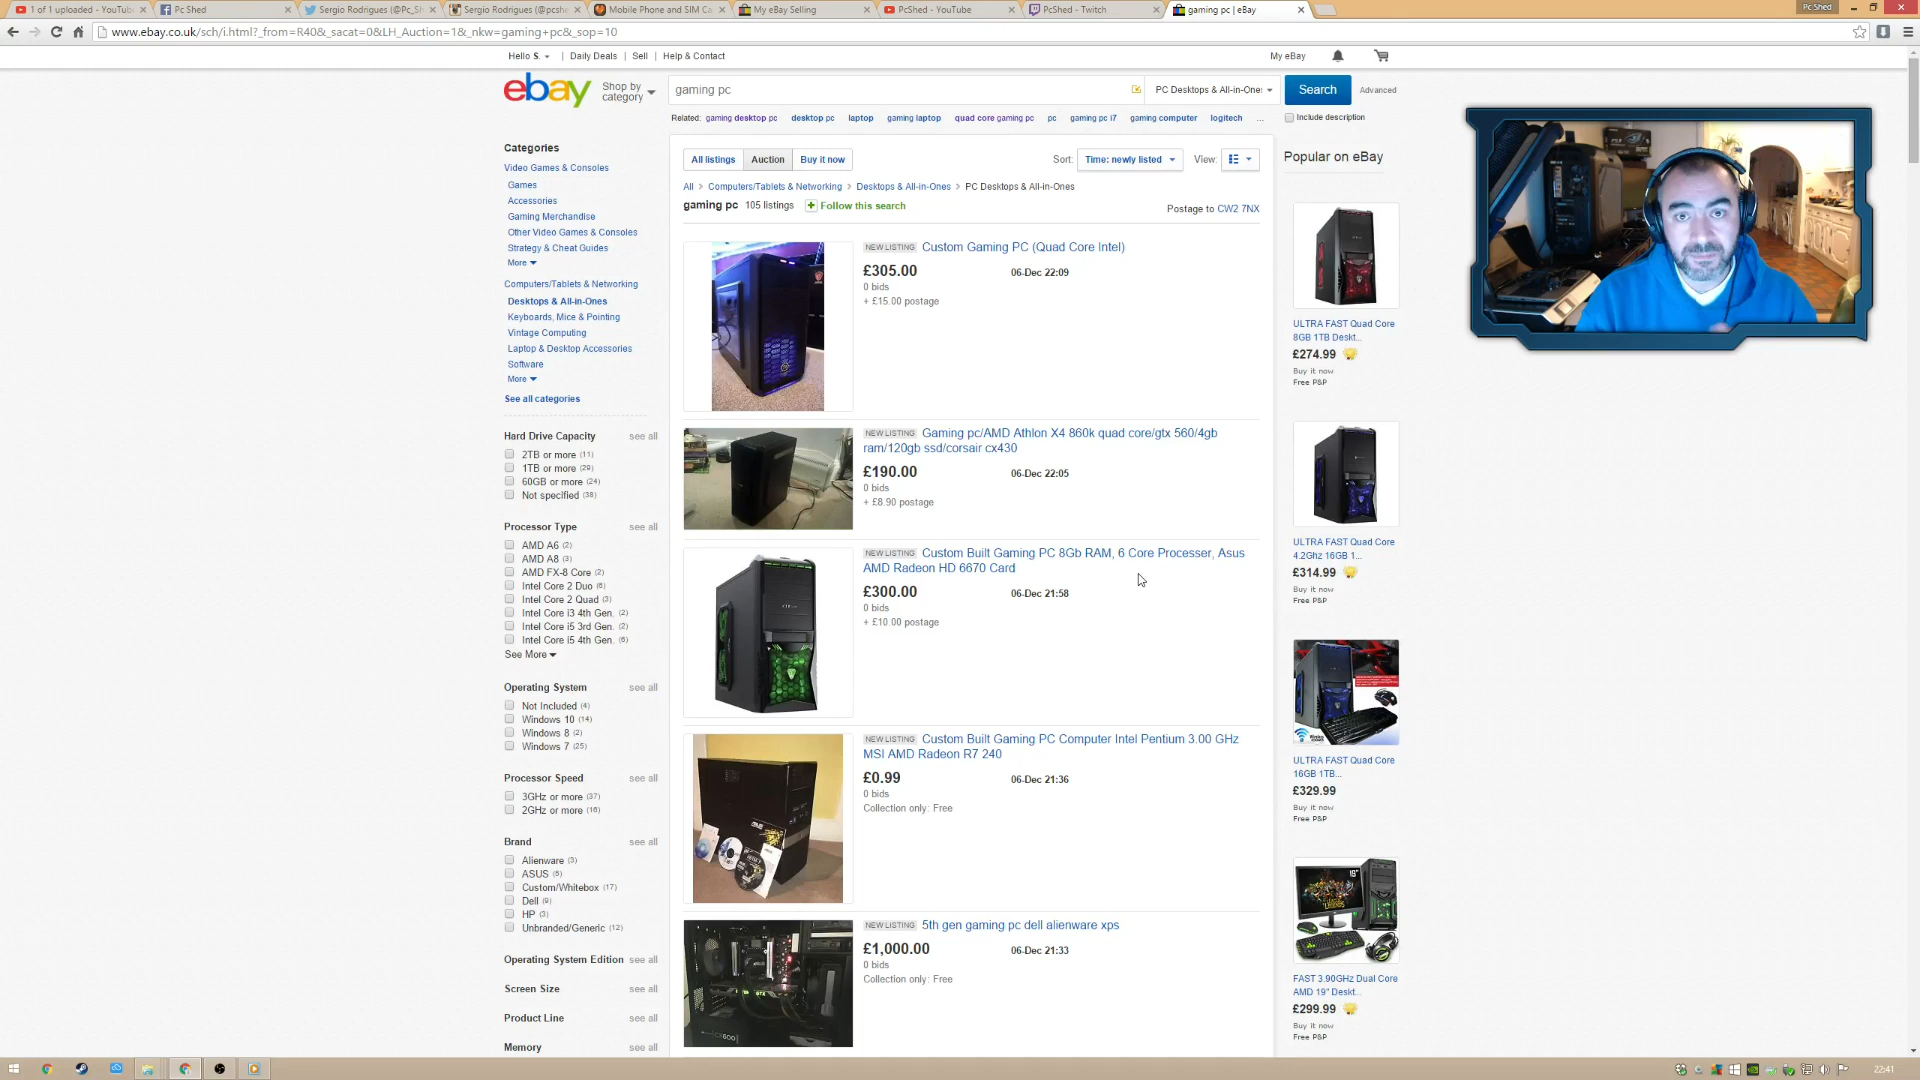 1 of 1 uploaded - YouTube
Pc Shed
Sergio Rodrigues (@Pc_Sh
Sergio Rodrigues (@pcshe
Mobile Phone and SIM Ca
My eBay Selling
PcShed - YouTube
PcShed - Twitch
gaming pc | eBay
Pc Shed
www.ebay.co.uk/sch/i.html?_from=R40&_sacat=0&LH_Auction=1&_nkw=gaming+pc&_sop=10
Hello S.
Daily Deals
Sell
Help & Contact
My eBay
ebay
Shop by category
gaming pc
PC Desktops & All-in-One:
Search
Advanced
Related: gaming desktop pc desktop pc laptop gaming laptop quad core gaming pc pc gaming pc i7 gaming computer logitech ...
Include description
Categories
Video Games & Consoles
Games
Accessories
Gaming Merchandise
Other Video Games & Consoles
Strategy & Cheat Guides
More
Computers/Tablets & Networking
Desktops & All-in-Ones
Keyboards, Mice & Pointing
Vintage Computing
Laptop & Desktop Accessories
Software
More
See all categories
Hard Drive Capacity see all
2TB or more (11)
1TB or more (29)
60GB or more (24)
Not specified (38)
Processor Type see all
AMD A6 (2)
AMD A8 (3)
AMD FX-8 Core (2)
Intel Core 2 Duo (6)
Intel Core 2 Quad (3)
Intel Core i3 4th Gen. (2)
Intel Core i5 3rd Gen. (2)
Intel Core i5 4th Gen. (6)
See More
Operating System see all
Not Included (4)
Windows 10 (14)
Windows 8 (2)
Windows 7 (25)
Processor Speed see all
3GHz or more (37)
2GHz or more (16)
Brand see all
Alienware (3)
ASUS (6)
Custom/Whitebox (17)
Dell (9)
HP (3)
Unbranded/Generic (12)
Operating System Edition see all
Screen Size see all
Product Line see all
Memory see all
All listings Auction Buy it now
Sort: Time: newly listed View:
All > Computers/Tablets & Networking > Desktops & All-in-Ones > PC Desktops & All-in-Ones
gaming pc 105 listings Follow this search
Postage to CW2 7NX
NEW LISTING Custom Gaming PC (Quad Core Intel)
£305.00 06-Dec 22:09
0 bids
+ £15.00 postage
NEW LISTING Gaming pc/AMD Athlon X4 860k quad core/gtx 560/4gb
ram/120gb ssd/corsair cx430
£190.00 06-Dec 22:05
0 bids
+ £8.90 postage
NEW LISTING Custom Built Gaming PC 8Gb RAM, 6 Core Processer, Asus
AMD Radeon HD 6670 Card
£300.00 06-Dec 21:58
0 bids
+ £10.00 postage
NEW LISTING Custom Built Gaming PC Computer Intel Pentium 3.00 GHz
MSI AMD Radeon R7 240
£0.99 06-Dec 21:36
0 bids
Collection only: Free
NEW LISTING 5th gen gaming pc dell alienware xps
£1,000.00 06-Dec 21:33
0 bids
Collection only: Free
Popular on eBay
ULTRA FAST Quad Core
8GB 1TB Deskt...
£274.99
Buy it now
Free P&P
ULTRA FAST Quad Core
4.2Ghz 16GB 1...
£314.99
Buy it now
Free P&P
ULTRA FAST Quad Core
16GB 1TB...
£329.99
Buy it now
Free P&P
FAST 3.90GHz Dual Core
AMD 19" Deskt...
£299.99
Buy it now
Free P&P
22:41